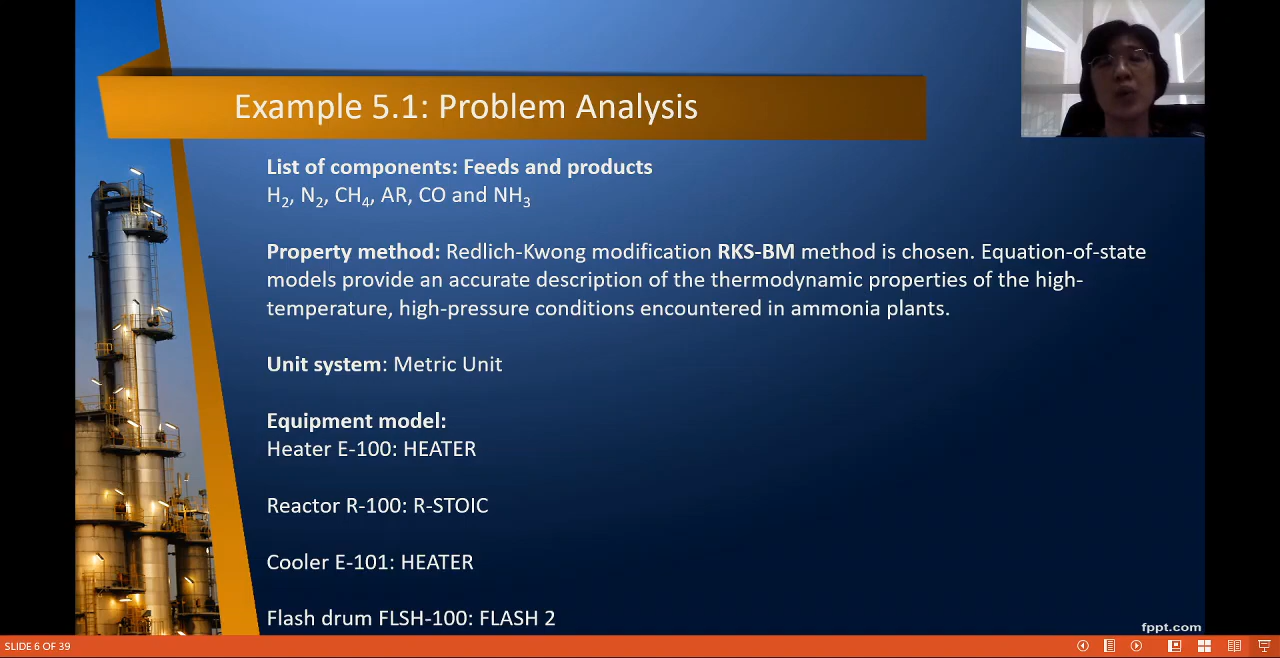 Example 5.1: Problem Analysis
List of components: Feeds and products
H₂, N₂, CH₄, AR, CO and NH₃
Property method: Redlich-Kwong modification RKS-BM method is chosen. Equation-of-state
models provide an accurate description of the thermodynamic properties of the high-
temperature, high-pressure conditions encountered in ammonia plants.
Unit system: Metric Unit
Equipment model:
Heater E-100: HEATER
Reactor R-100: R-STOIC
Cooler E-101: HEATER
Flash drum FLSH-100: FLASH 2
fppt.com
SLIDE 6 OF 39